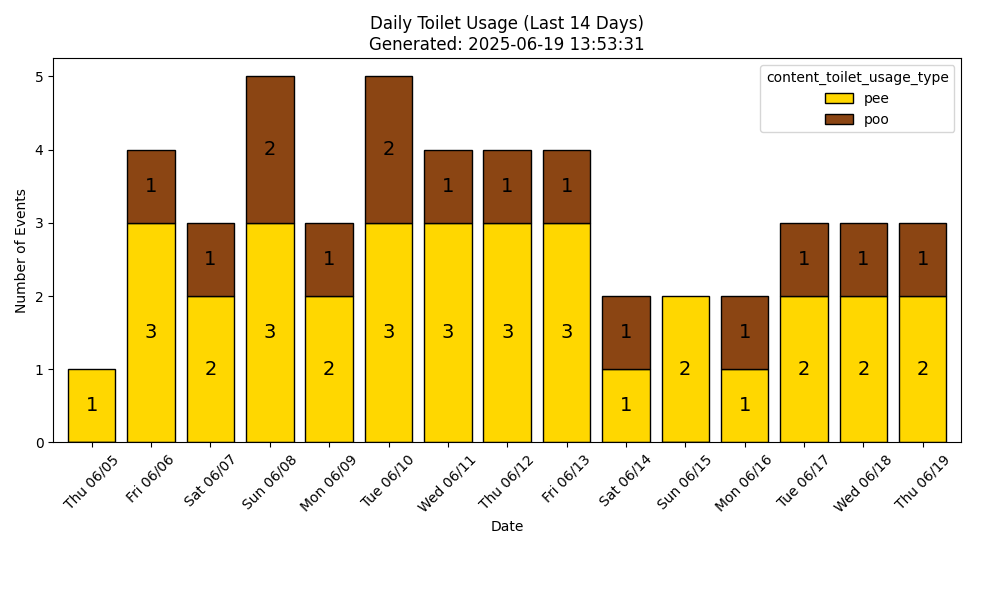 Daily Toilet Usage (Last 14 Days)
Generated: 2025-06-19 13:53:31
content_toilet_usage_type
pee
poo
Number of Events
5
4
3
2
1
0
1
3
1
2
1
3
2
2
1
3
2
3
1
3
1
3
1
1
1
2
1
1
2
1
2
1
2
1
Thu 06/05
Fri 06/06
Sat 06/07
Sun 06/08
Mon 06/09
Tue 06/10
Wed 06/11
Thu 06/12
Fri 06/13
Sat 06/14
Sun 06/15
Mon 06/16
Tue 06/17
Wed 06/18
Thu 06/19
Date